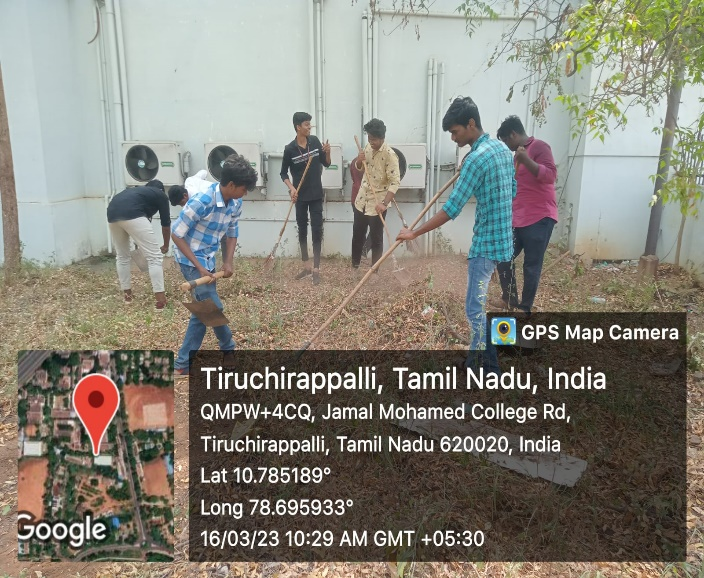 GPS Map Camera
Tiruchirappalli, Tamil Nadu, India
QMPW+4CQ, Jamal Mohamed College Rd,
Tiruchirappalli, Tamil Nadu 620020, India
Lat 10.785189°
Long 78.695933°
16/03/23 10:29 AM GMT +05:30
Google